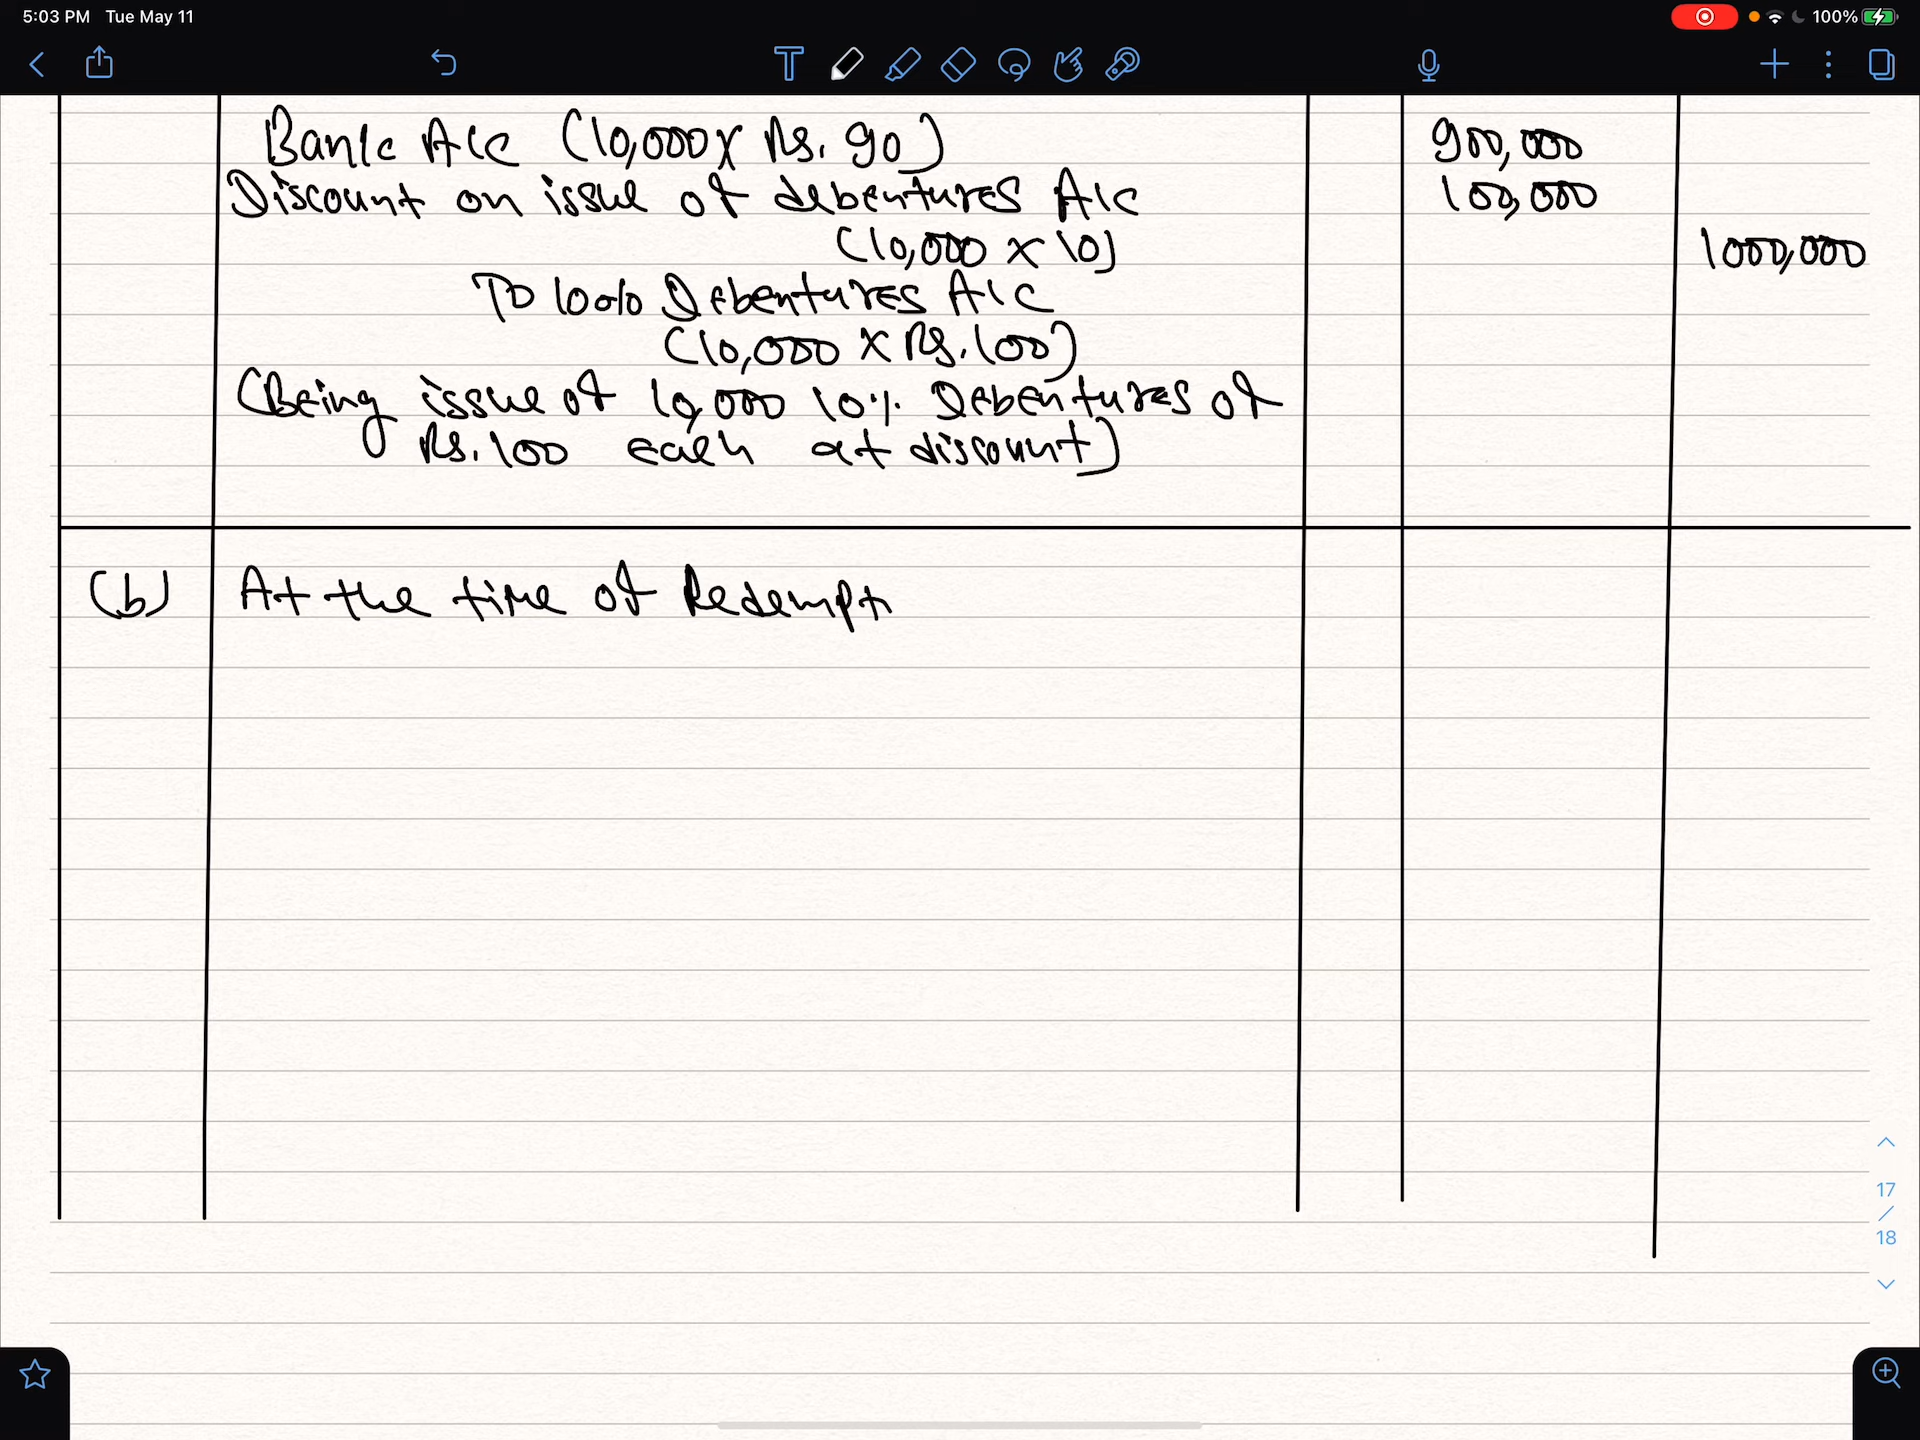 5:03 PM Tue May 11
100%
Bank A/c (10,000 x Rs. 90) 900,000
Discount on issue of debentures A/c 100,000
(10,000 x 10) 1000,000
To 10% Debentures A/c
(10,000 x Rs. 100)
(Being issue of 10,000 10% Debentures of
Rs. 100 each at discount)
(b) At the time of Redempti
17
/
18